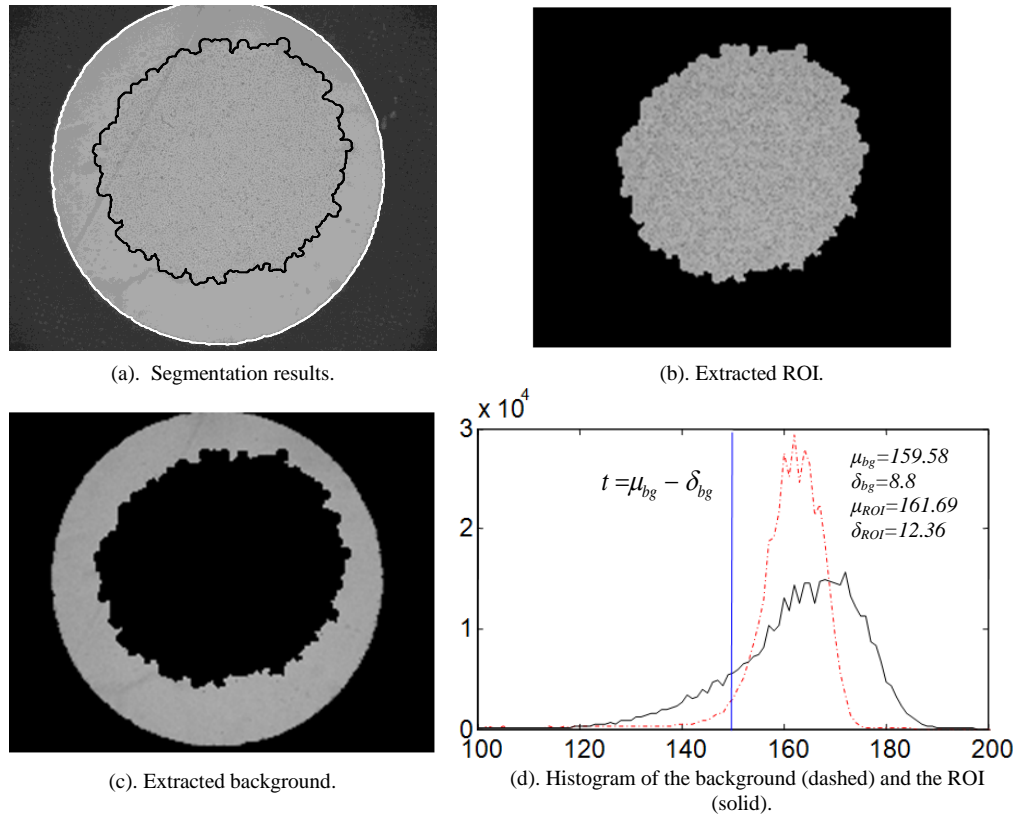 (a). Segmentation results.
(b). Extracted ROI.
(c). Extracted background.
x 10⁴
3
2
1
0
100
120
140
160
180
200
t = μbg − δbg
μbg=159.58
δbg=8.8
μROI=161.69
δROI=12.36
(d). Histogram of the background (dashed) and the ROI
(solid).